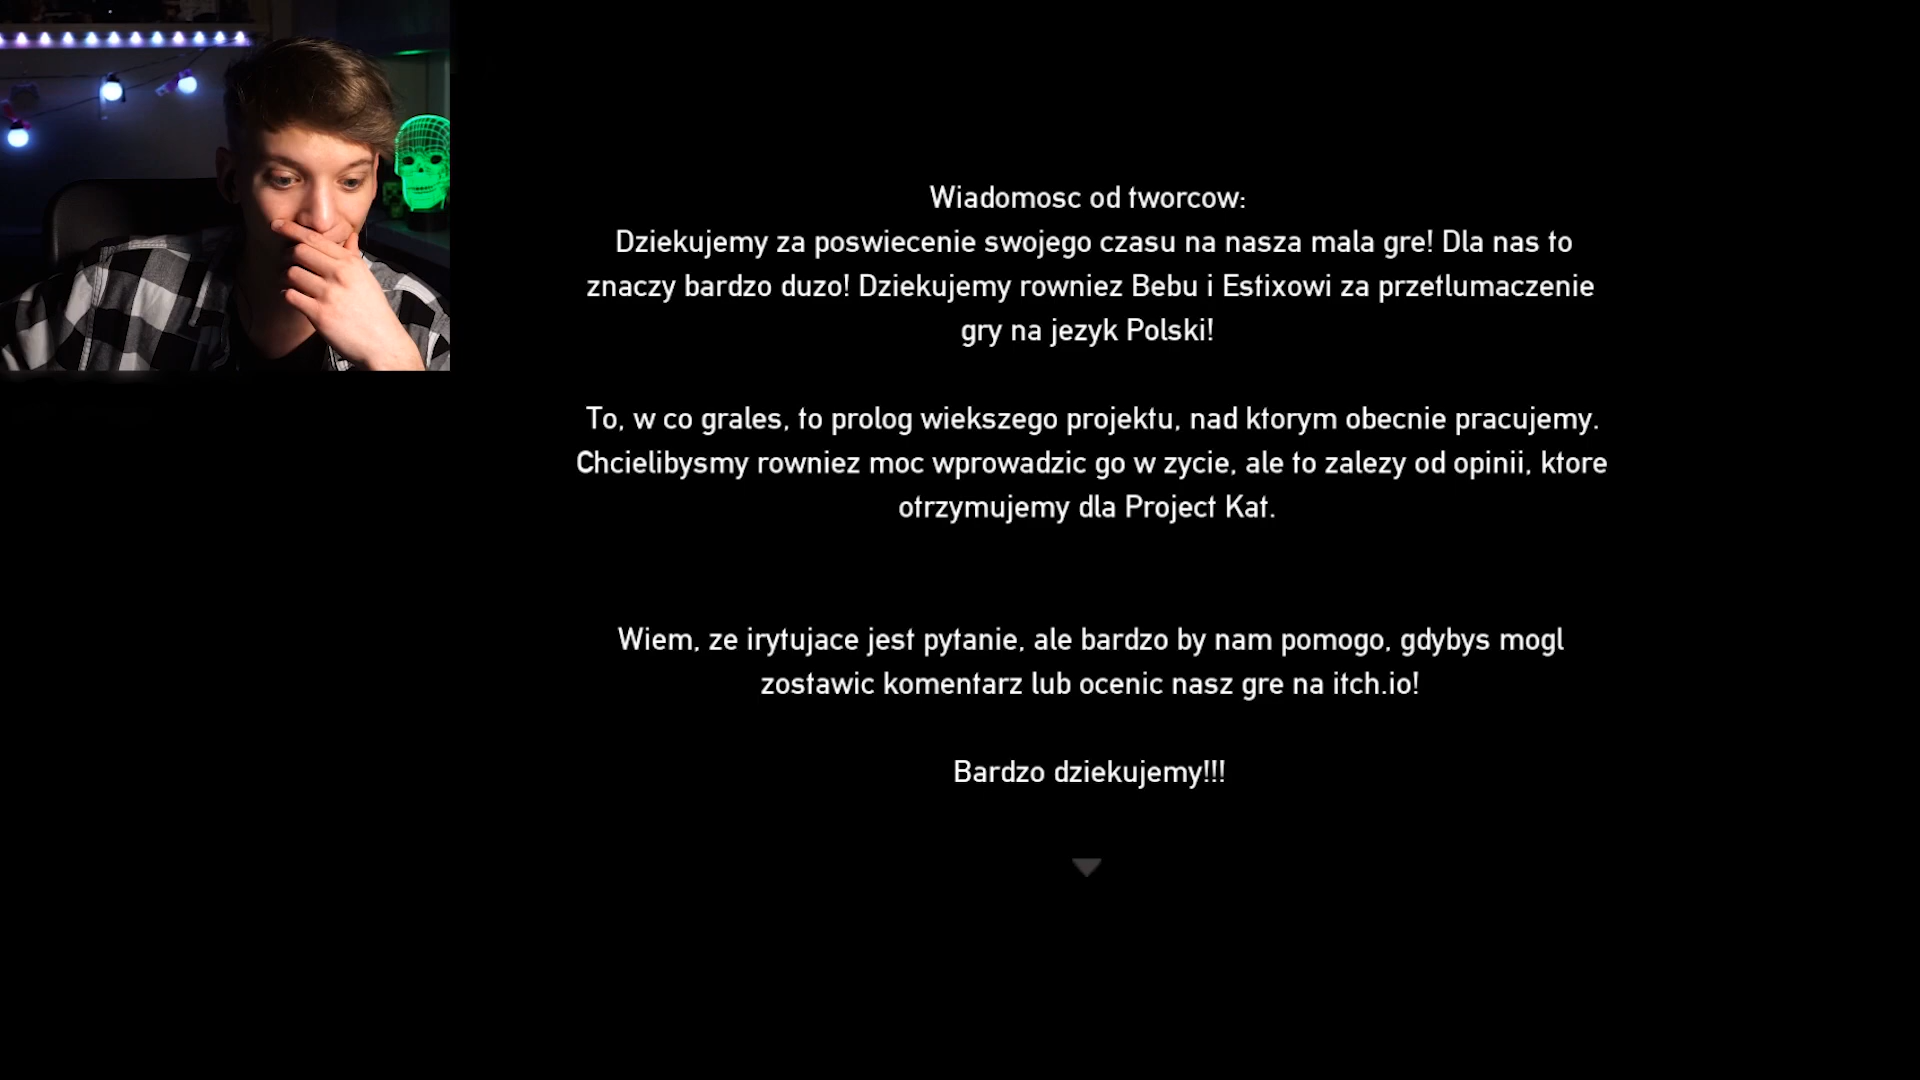 Wiadomosc od tworcow:
Dziekujemy za poswiecenie swojego czasu na nasza mala gre! Dla nas to
znaczy bardzo duzo! Dziekujemy rowniez Bebu i Estixowi za przetlumaczenie
gry na jezyk Polski!
To, w co grales, to prolog wiekszego projektu, nad ktorym obecnie pracujemy.
Chcielibysmy rowniez moc wprowadzic go w zycie, ale to zalezy od opinii, ktore
otrzymujemy dla Project Kat.
Wiem, ze irytujace jest pytanie, ale bardzo by nam pomogo, gdybys mogl
zostawic komentarz lub ocenic nasz gre na itch.io!
Bardzo dziekujemy!!!